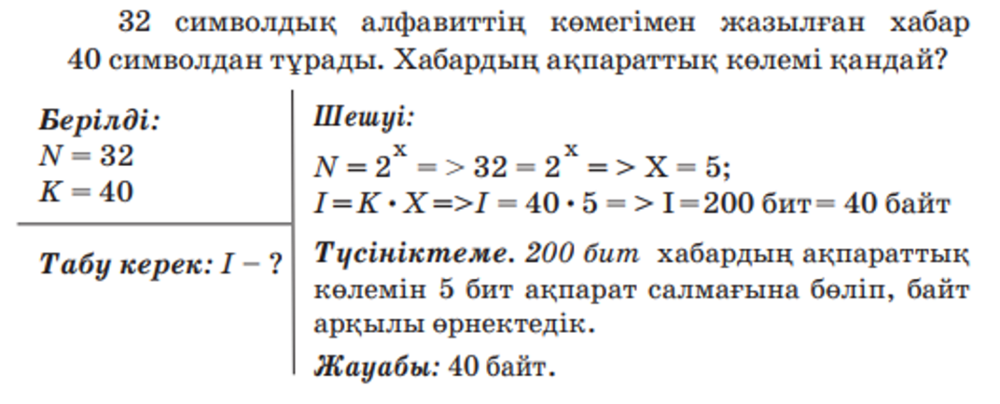 32 символдық алфавиттің көмегімен жазылған хабар
40 символдан тұрады. Хабардың ақпараттық көлемі қандай?
Берілді:
N = 32
K = 40
Табу керек: I – ?
Шешуі:
N = 2^x = > 32 = 2^x = > X = 5;
I = K · X =>I = 40 · 5 = > I=200 бит= 40 байт
Түсініктеме. 200 бит хабардың ақпараттық
көлемін 5 бит ақпарат салмағына бөліп, байт
арқылы өрнектедік.
Жауабы: 40 байт.